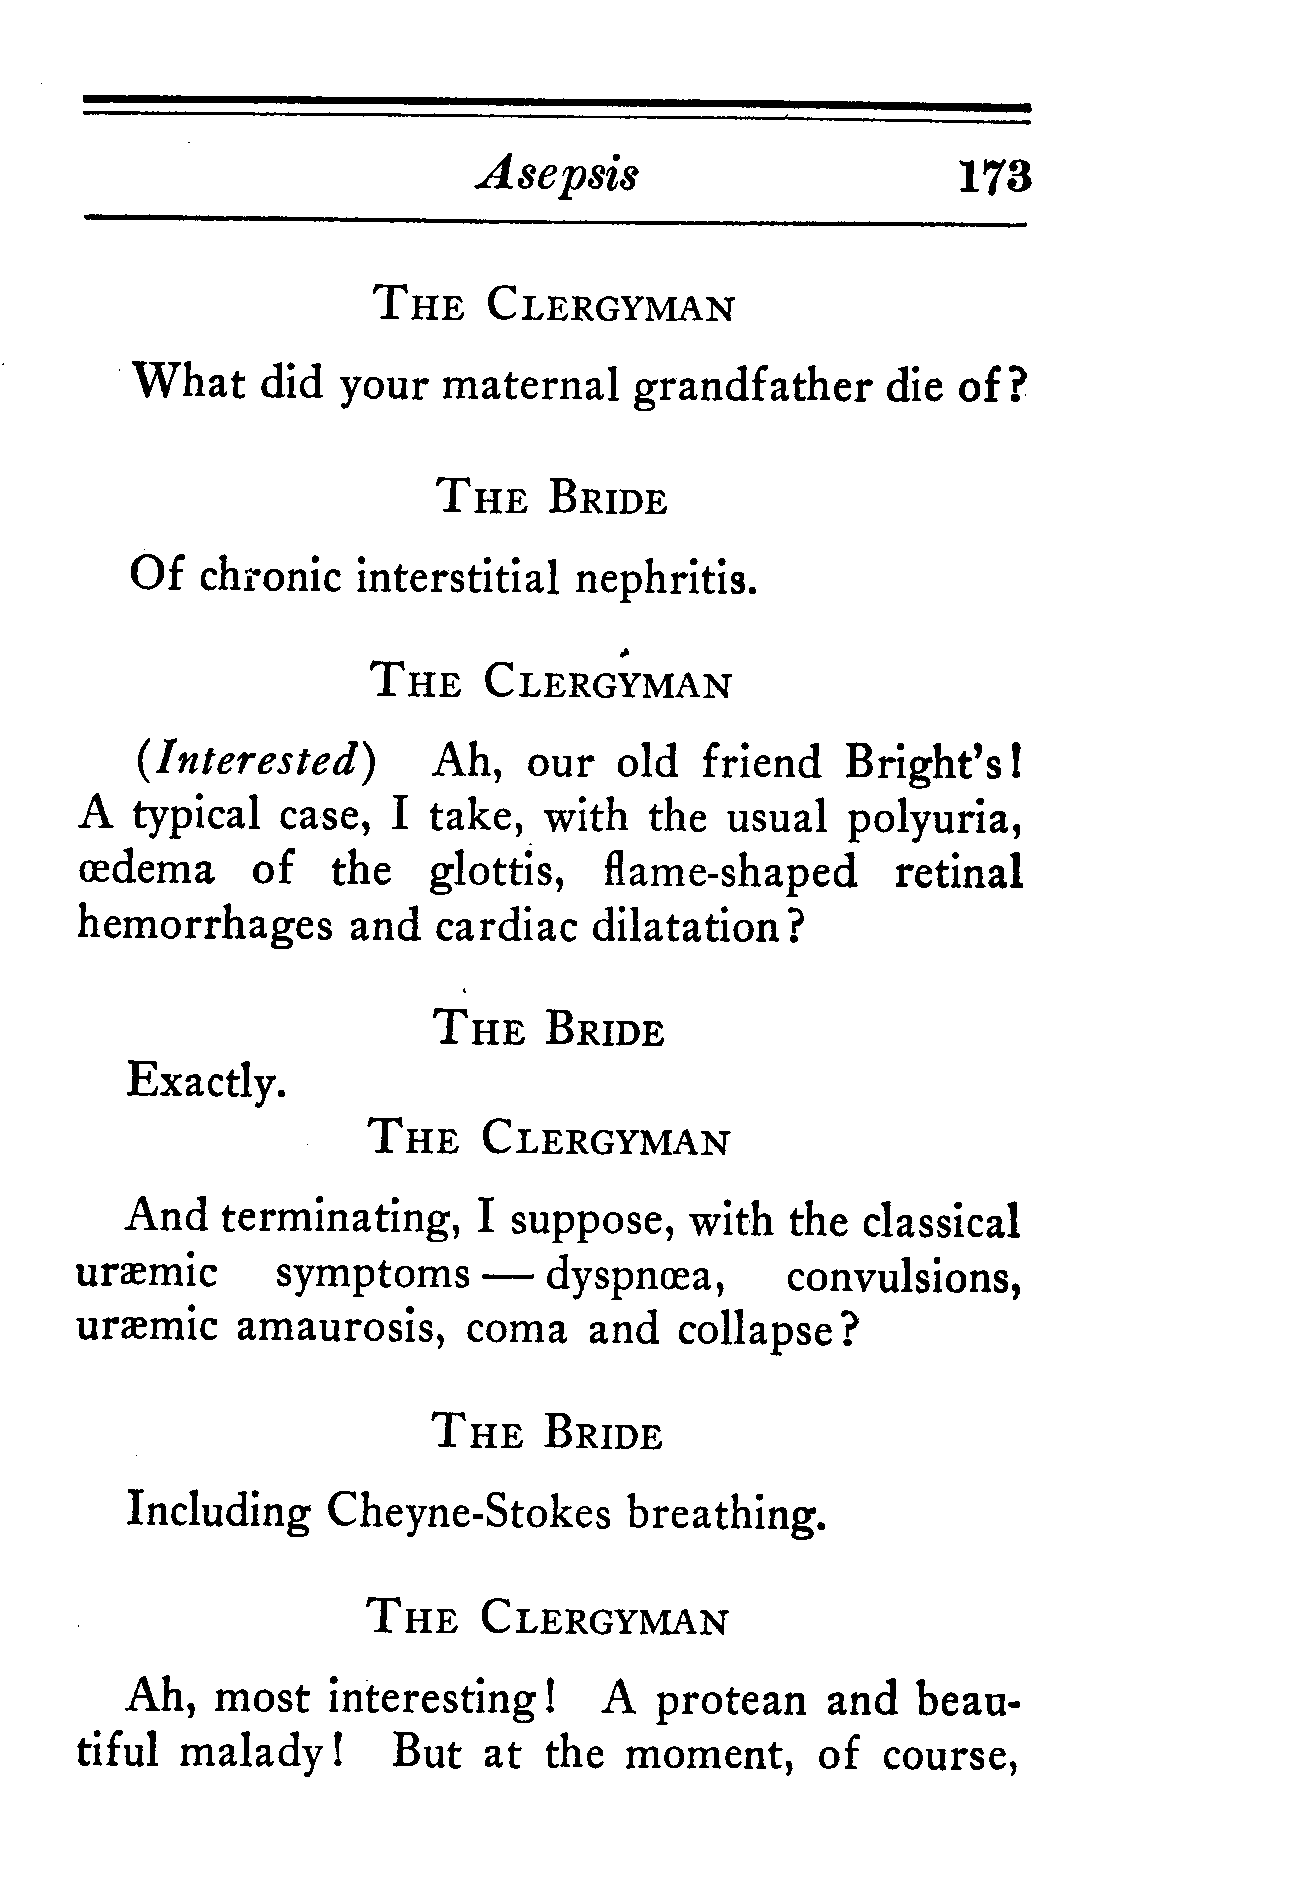 Asepsis 173
THE CLERGYMAN
What did your maternal grandfather die of?
THE BRIDE
Of chronic interstitial nephritis.
THE CLERGYMAN
(Interested) Ah, our old friend Bright's!
A typical case, I take, with the usual polyuria,
œdema of the glottis, flame-shaped retinal
hemorrhages and cardiac dilatation?
THE BRIDE
Exactly.
THE CLERGYMAN
And terminating, I suppose, with the classical
uræmic symptoms — dyspnœa, convulsions,
uræmic amaurosis, coma and collapse?
THE BRIDE
Including Cheyne-Stokes breathing.
THE CLERGYMAN
Ah, most interesting! A protean and beau-
tiful malady! But at the moment, of course,